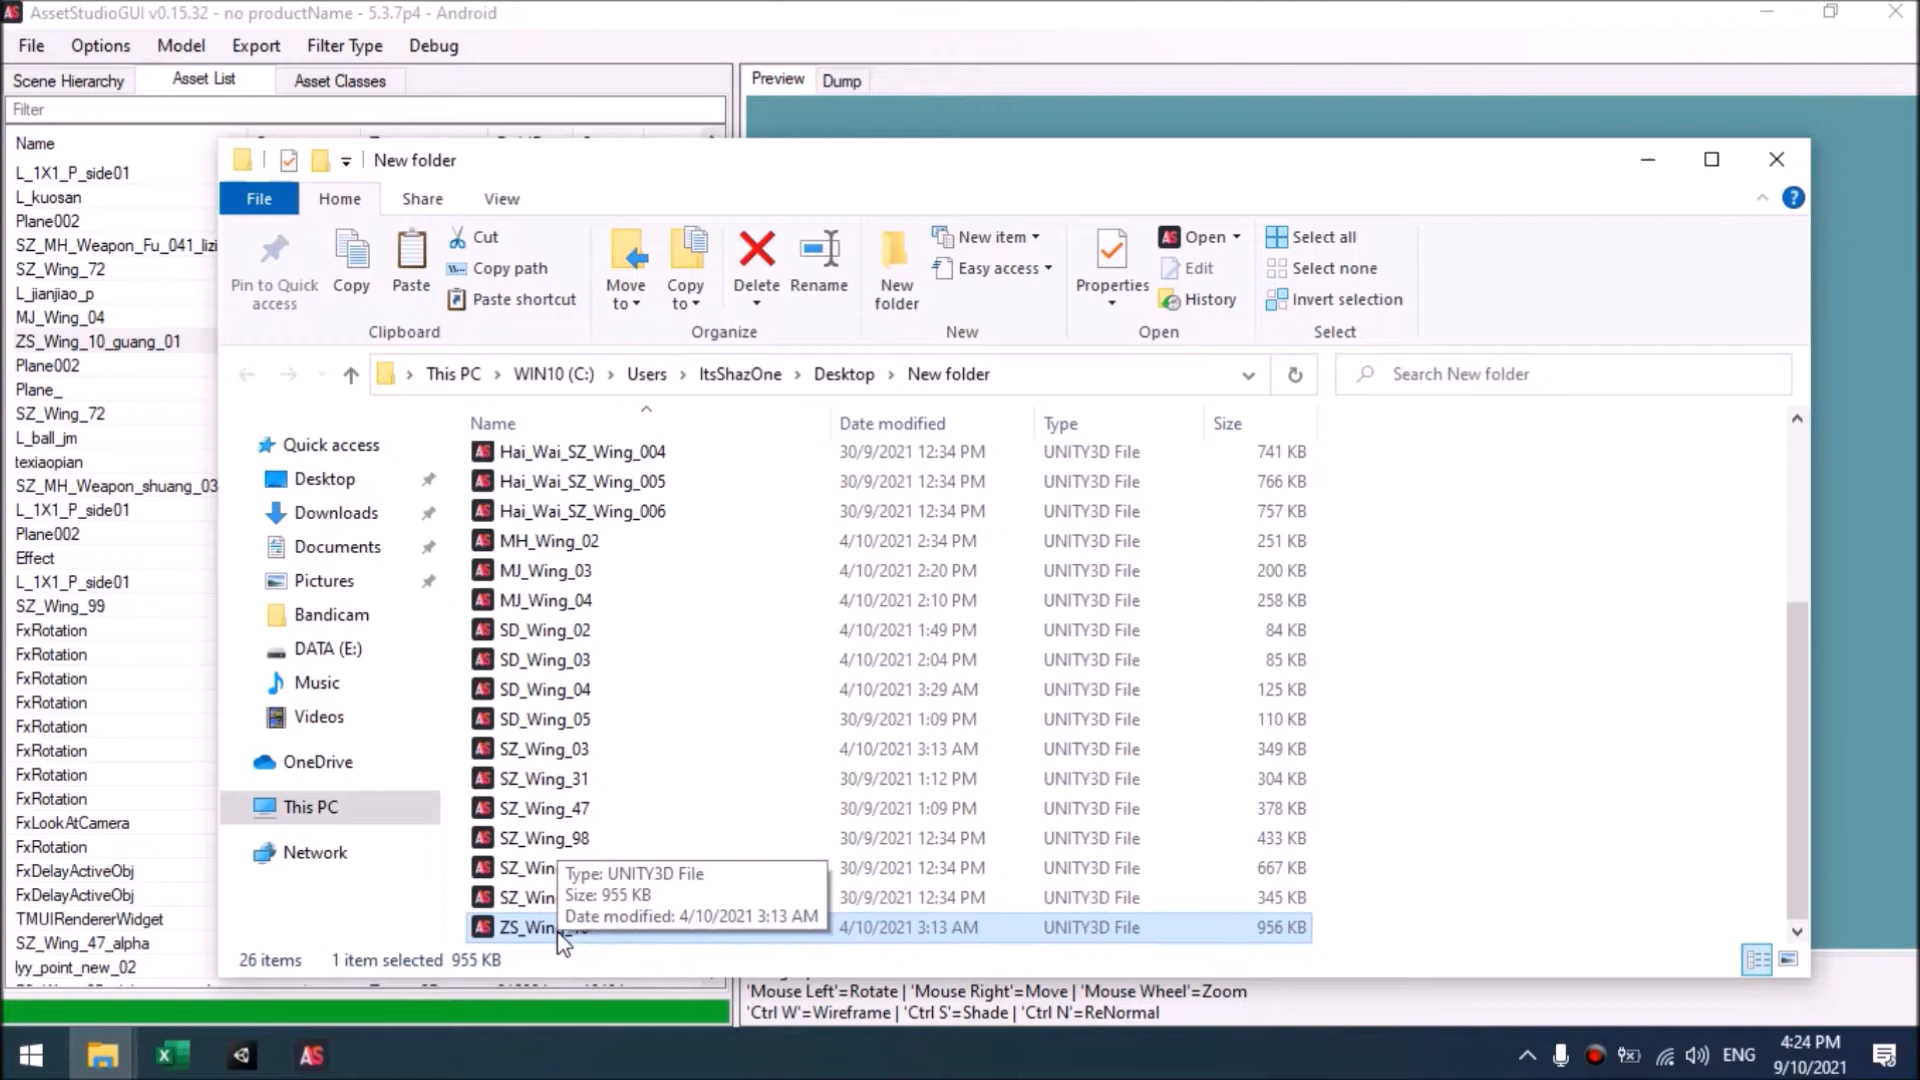 AssetStudioGUI v0.15.32 - no productName - 5.3.7p4 - Android
File Options Model Export Filter Type Debug
Scene Hierarchy Asset List Asset Classes
Preview Dump
Filter
Name
L_1X1_P_side01
L_kuosan
Plane002
SZ_MH_Weapon_Fu_041_lizi
SZ_Wing_72
L_jianjiao_p
MJ_Wing_04
ZS_Wing_10_guang_01
Plane002
Plane_
SZ_Wing_72
L_ball_jm
texiaopian
SZ_MH_Weapon_shuang_03
L_1X1_P_side01
Plane002
Effect
L_1X1_P_side01
SZ_Wing_99
FxRotation
FxRotation
FxRotation
FxRotation
FxRotation
FxRotation
FxRotation
FxRotation
FxLookAtCamera
FxRotation
FxDelayActiveObj
FxDelayActiveObj
TMUIRendererWidget
SZ_Wing_47_alpha
lyy_point_new_02
New folder
File Home Share View
Pin to Quick access
Copy
Paste
Cut
Copy path
Paste shortcut
Clipboard
Move to
Copy to
Delete
Rename
Organize
New folder
New item
Easy access
New
Properties
Open
Edit
History
Open
Select all
Select none
Invert selection
Select
This PC > WIN10 (C:) > Users > ItsShazOne > Desktop > New folder
Search New folder
Quick access
Desktop
Downloads
Documents
Pictures
Bandicam
DATA (E:)
Music
Videos
OneDrive
This PC
Network
Name Date modified Type Size
Hai_Wai_SZ_Wing_004 30/9/2021 12:34 PM UNITY3D File 741 KB
Hai_Wai_SZ_Wing_005 30/9/2021 12:34 PM UNITY3D File 766 KB
Hai_Wai_SZ_Wing_006 30/9/2021 12:34 PM UNITY3D File 757 KB
MH_Wing_02 4/10/2021 2:34 PM UNITY3D File 251 KB
MJ_Wing_03 4/10/2021 2:20 PM UNITY3D File 200 KB
MJ_Wing_04 4/10/2021 2:10 PM UNITY3D File 258 KB
SD_Wing_02 4/10/2021 1:49 PM UNITY3D File 84 KB
SD_Wing_03 4/10/2021 2:04 PM UNITY3D File 85 KB
SD_Wing_04 4/10/2021 3:29 AM UNITY3D File 125 KB
SD_Wing_05 30/9/2021 1:09 PM UNITY3D File 110 KB
SZ_Wing_03 4/10/2021 3:13 AM UNITY3D File 349 KB
SZ_Wing_31 30/9/2021 1:12 PM UNITY3D File 304 KB
SZ_Wing_47 30/9/2021 1:09 PM UNITY3D File 378 KB
SZ_Wing_98 30/9/2021 12:34 PM UNITY3D File 433 KB
SZ_Win 30/9/2021 12:34 PM UNITY3D File 667 KB
SZ_Win 30/9/2021 12:34 PM UNITY3D File 345 KB
ZS_Wing 4/10/2021 3:13 AM UNITY3D File 956 KB
Type: UNITY3D File
Size: 955 KB
Date modified: 4/10/2021 3:13 AM
26 items 1 item selected 955 KB
'Mouse Left'=Rotate | 'Mouse Right'=Move | 'Mouse Wheel'=Zoom
'Ctrl W'=Wireframe | 'Ctrl S'=Shade | 'Ctrl N'=ReNormal
ENG
4:24 PM
9/10/2021